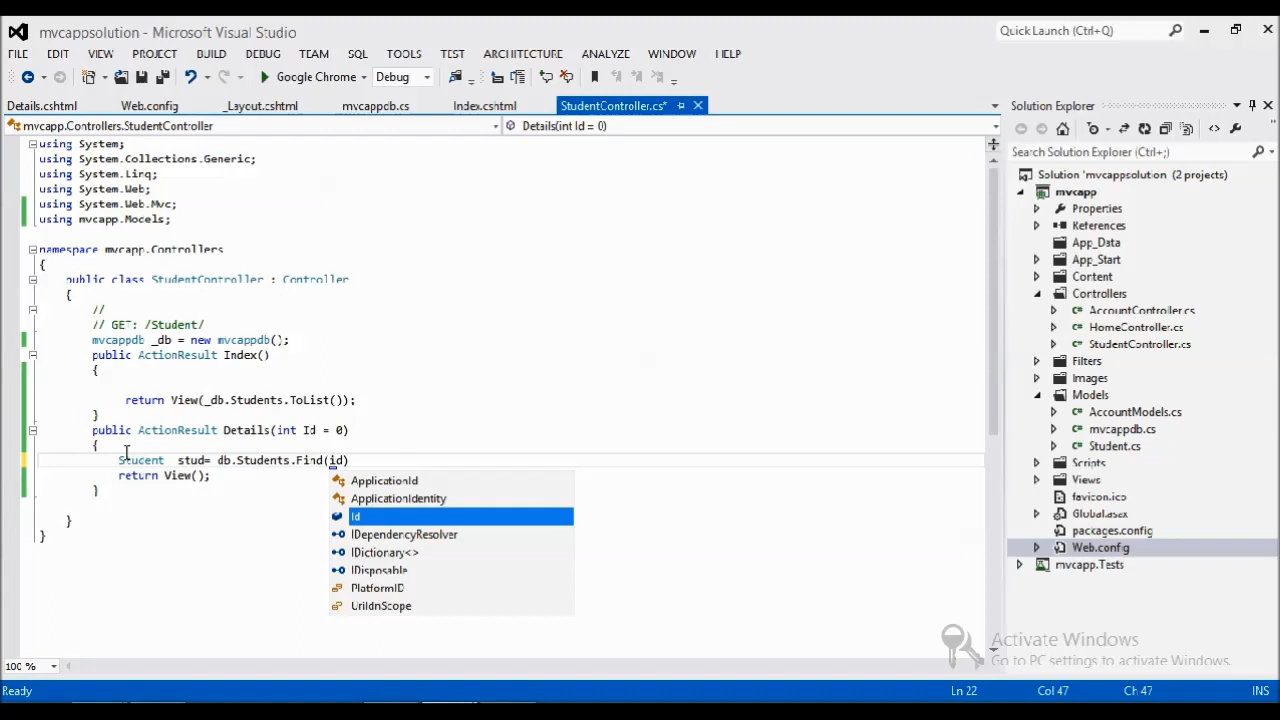 mvcappsolution - Microsoft Visual Studio
Quick Launch (Ctrl+Q)
FILE EDIT VIEW PROJECT BUILD DEBUG TEAM SQL TOOLS TEST ARCHITECTURE ANALYZE WINDOW HELP
Google Chrome Debug
Details.cshtml Web.config _Layout.cshtml mvcappdb.cs Index.cshtml StudentController.cs*
mvcapp.Controllers.StudentController Details(int Id = 0)
using System;
using System.Collections.Generic;
using System.Linq;
using System.Web;
using System.Web.Mvc;
using mvcapp.Models;
namespace mvcapp.Controllers
{
public class StudentController : Controller
{
//
// GET: /Student/
mvcappdb _db = new mvcappdb();
public ActionResult Index()
{
return View(_db.Students.ToList());
}
public ActionResult Details(int Id = 0)
{
Student stud= db.Students.Find(id)
return View();
}
}
}
ApplicationId
ApplicationIdentity
Id
IDependencyResolver
IDictionary<>
IDisposable
PlatformID
UriIdnScope
Solution Explorer
Search Solution Explorer (Ctrl+;)
Solution 'mvcappsolution' (2 projects)
mvcapp
Properties
References
App_Data
App_Start
Content
Controllers
AccountController.cs
HomeController.cs
StudentController.cs
Filters
Images
Models
AccountModels.cs
mvcappdb.cs
Student.cs
Scripts
Views
favicon.ico
Global.asax
packages.config
Web.config
mvcapp.Tests
Activate Windows
Go to PC settings to activate Windows.
100 %
Ready Ln 22 Col 47 Ch 47 INS